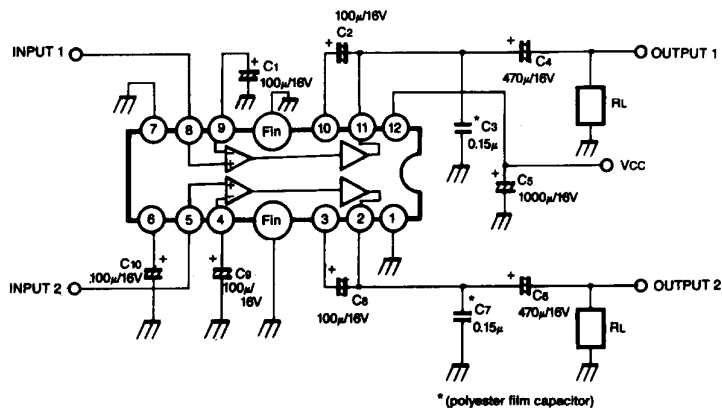 100μ/16V
INPUT 1
+
C2
+
C1
100μ/16V
+
C4
470μ/16V
OUTPUT 1
RL
7
8
9
Fin
10
11
12
* C3
0.15μ
VCC
+
C5
1000μ/16V
−
+
+
−
6
5
4
Fin
3
2
1
C10
+
100μ/16V
C9
+
100μ/
16V
INPUT 2
+
C8
100μ/16V
*
C7
0.15μ
+
C6
470μ/16V
OUTPUT 2
RL
* (polyester film capacitor)